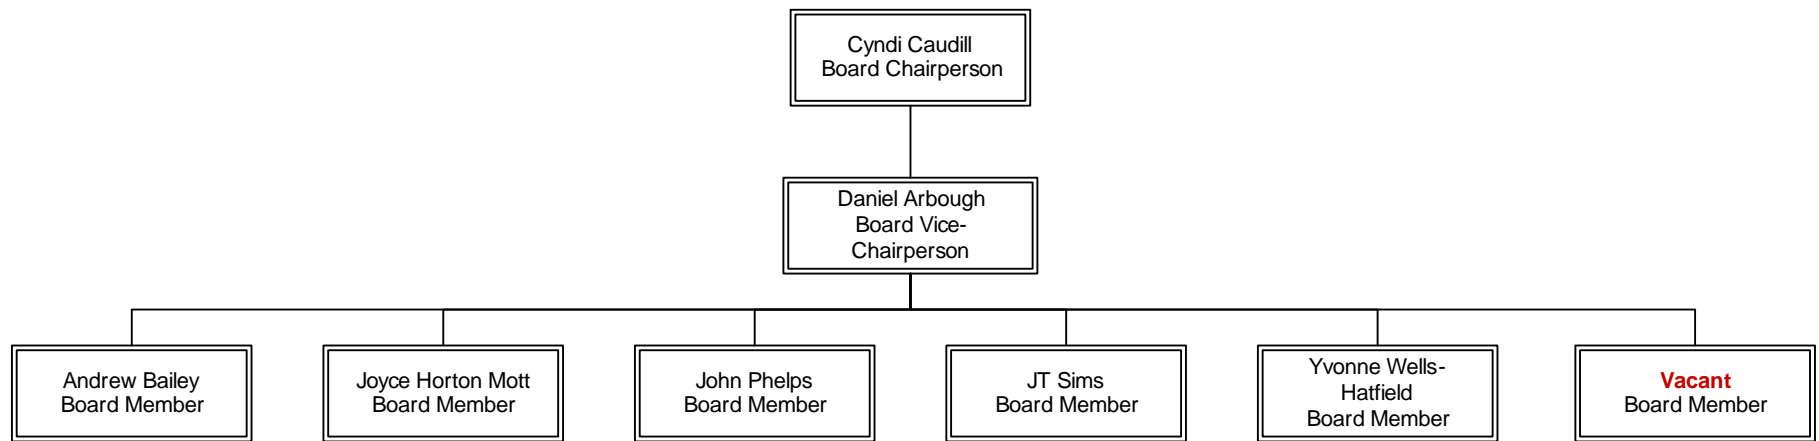 Cyndi Caudill
Board Chairperson
Daniel Arbough
Board Vice-
Chairperson
Andrew Bailey
Board Member
Joyce Horton Mott
Board Member
John Phelps
Board Member
JT Sims
Board Member
Yvonne Wells-
Hatfield
Board Member
Vacant
Board Member